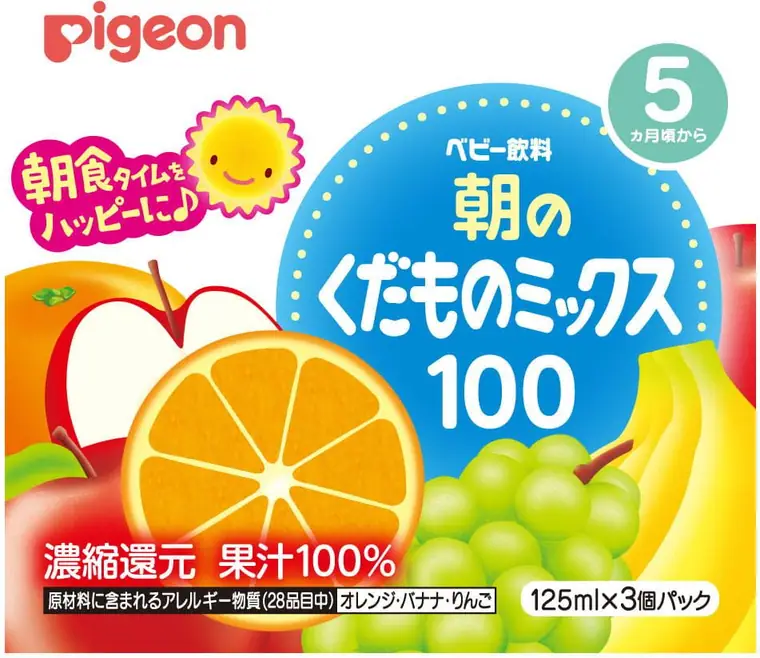 pigeon
5
ヵ月頃から
朝食タイムを
ハッピーに♪
ベビー飲料
朝の
くだものミックス
100
濃縮還元 果汁100%
原材料に含まれるアレルギー物質(28品目中) オレンジ・バナナ・りんご
125ml×3個パック